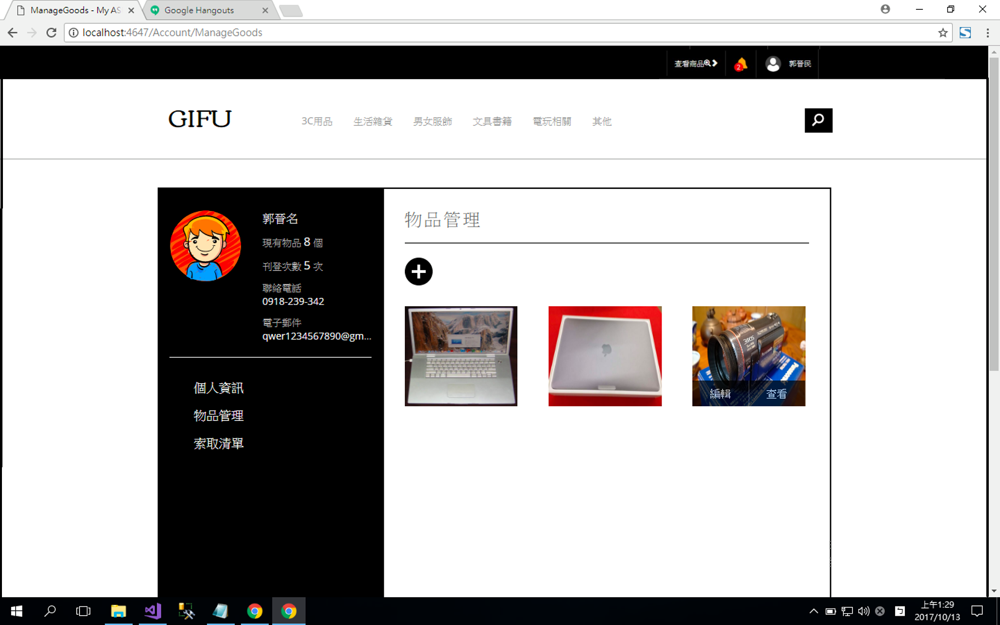 ManageGoods - My AS
Google Hangouts
localhost:4647/Account/ManageGoods
查看商品
2
郭晉民
GIFU
3C用品
生活雜貨
男女服飾
文具書籍
電玩相關
其他
郭晉名
現有物品 8 個
刊登次數 5 次
聯絡電話
0918-239-342
電子郵件
qwer1234567890@gm...
個人資訊
物品管理
索取清單
物品管理
編輯
查看
上午1:29
2017/10/13